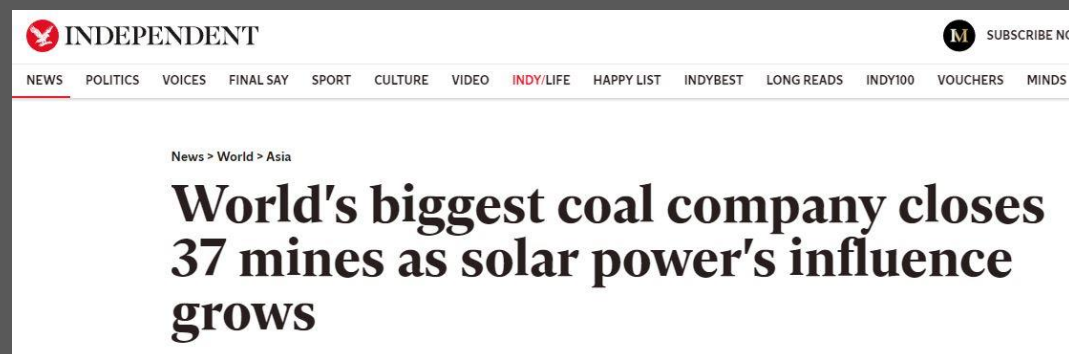 INDEPENDENT
M SUBSCRIBE NO
NEWS POLITICS VOICES FINAL SAY SPORT CULTURE VIDEO INDY/LIFE HAPPY LIST INDYBEST LONG READS INDY100 VOUCHERS MINDS
News > World > Asia
World's biggest coal company closes
37 mines as solar power's influence
grows